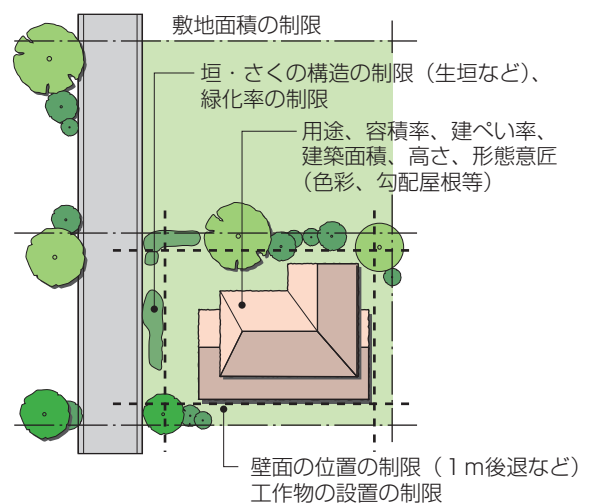 敷地面積の制限
垣・さくの構造の制限（生垣など）、
緑化率の制限
用途、容積率、建ぺい率、
建築面積、高さ、形態意匠
（色彩、勾配屋根等）
壁面の位置の制限（1m後退など）
工作物の設置の制限